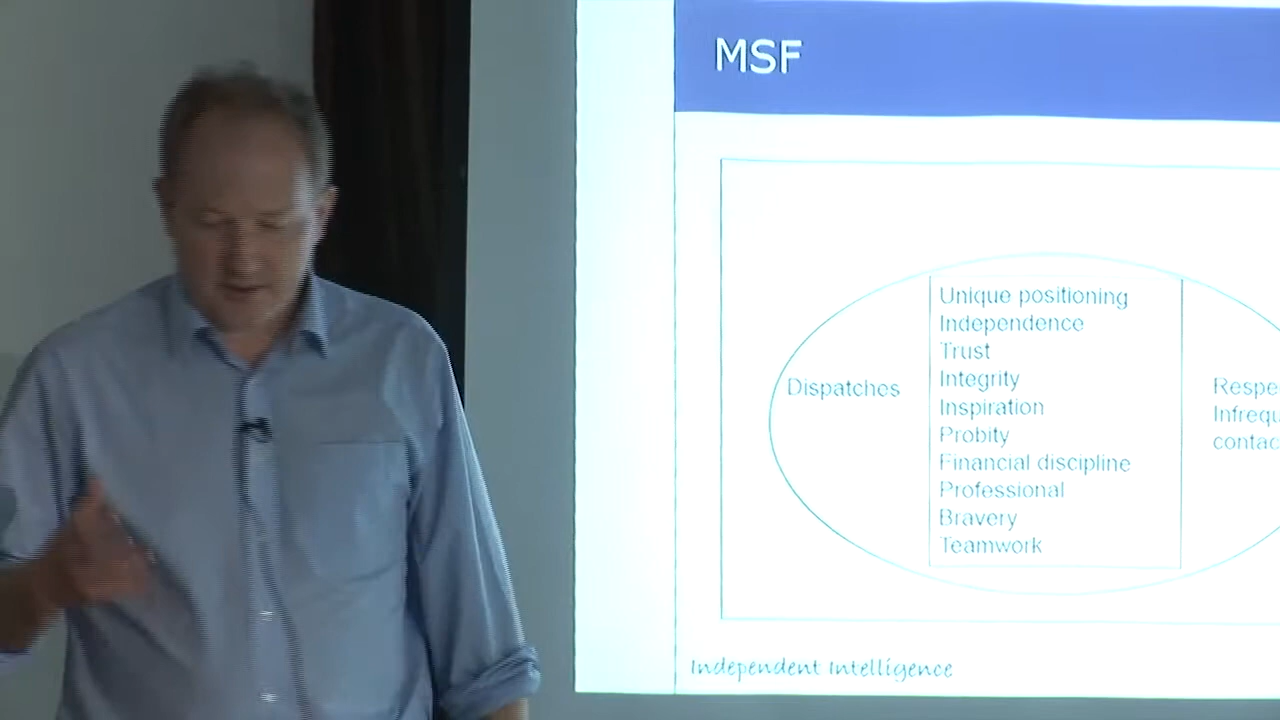 MSF
Unique positioning
Independence
Trust
Integrity
Inspiration
Probity
Financial discipline
Professional
Bravery
Teamwork
Dispatches
Independent Intelligence